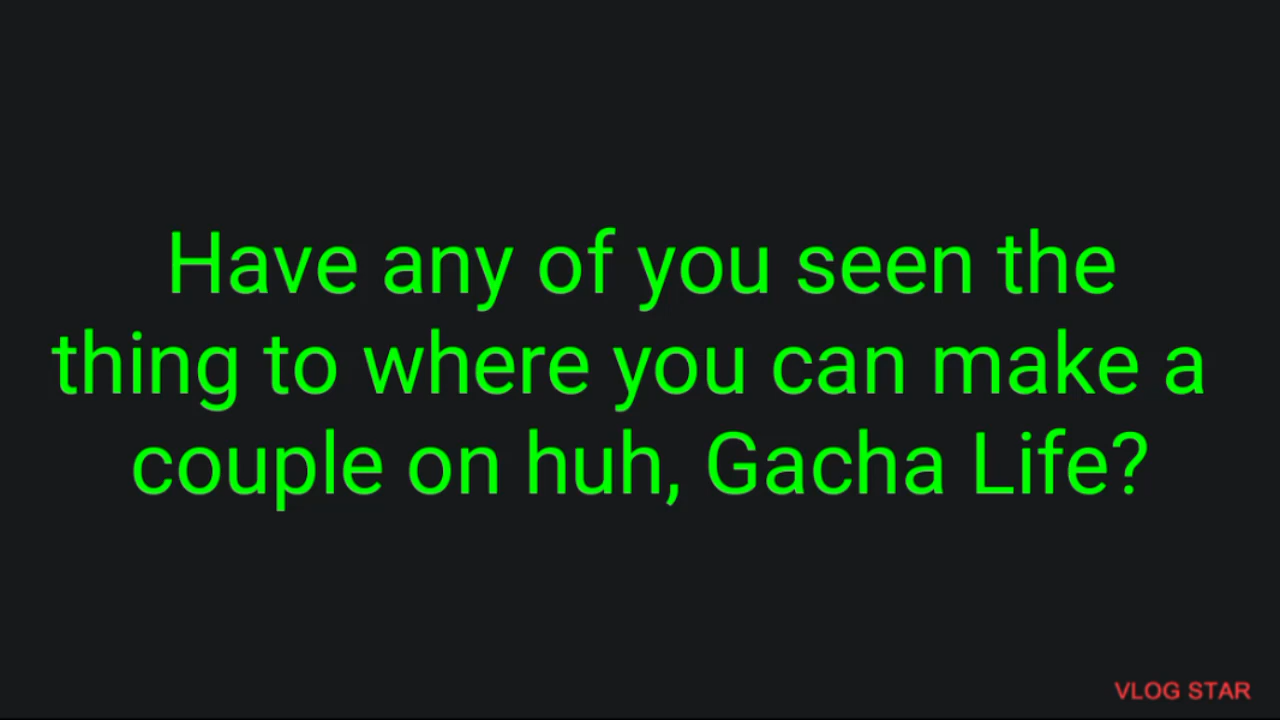 Have any of you seen the
thing to where you can make a
couple on huh, Gacha Life?
VLOG STAR